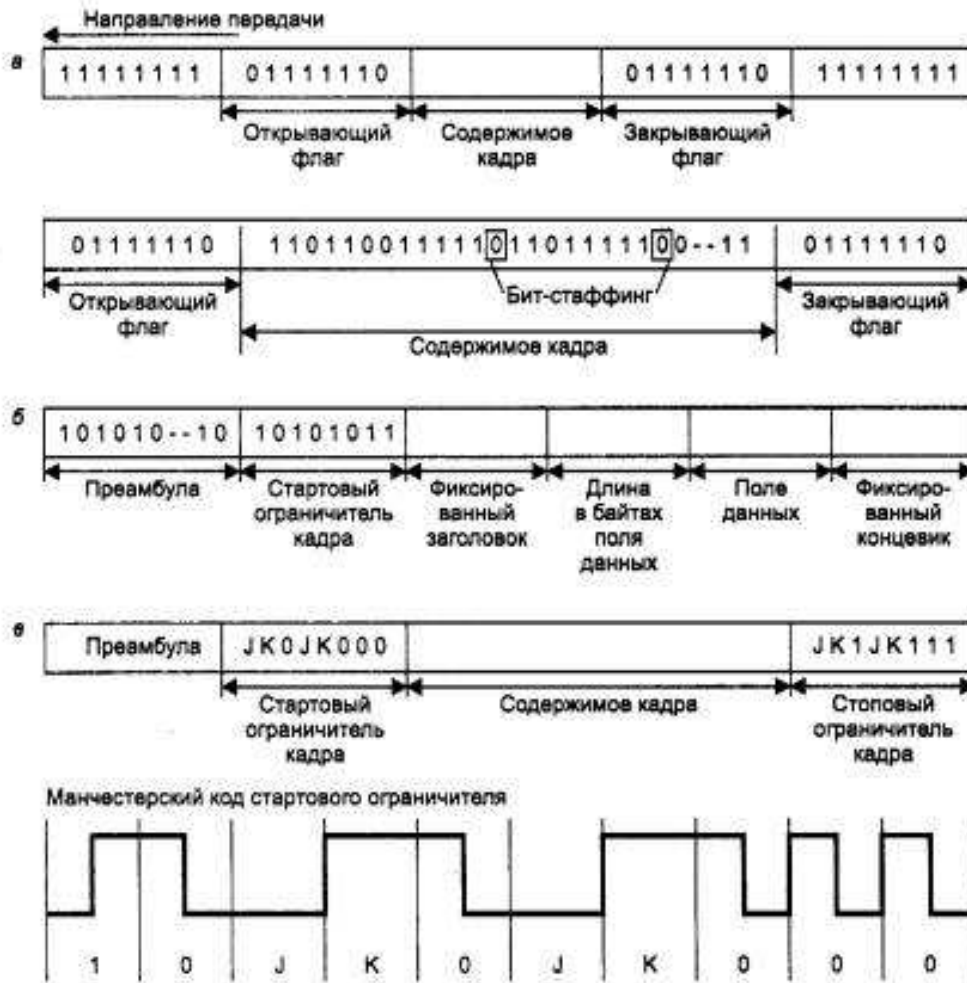 Направление передачи
а
11111111 01111110 01111110 11111111
Открывающий флаг
Содержимое кадра
Закрывающий флаг
01111110 1101100111110110111110 0--11 01111110
Открывающий флаг
Бит-стаффинг
Закрывающий флаг
Содержимое кадра
б
101010--10 10101011
Преамбула
Стартовый ограничитель кадра
Фиксиро-ванный заголовок
Длина в байтах поля данных
Поле данных
Фиксиро-ванный концевик
в
Преамбула JK0JK000 JK1JK111
Стартовый ограничитель кадра
Содержимое кадра
Стоповый ограничитель кадра
Манчестерский код стартового ограничителя
1 0 J K 0 J K 0 0 0